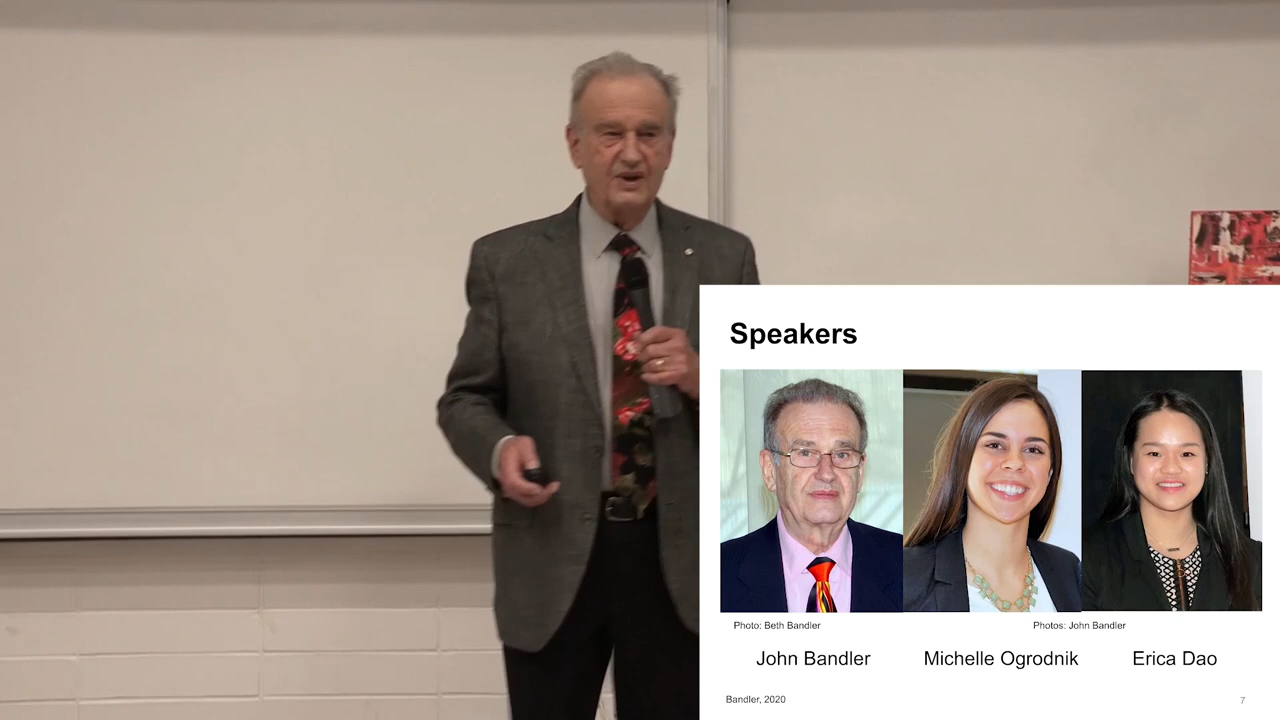 Speakers
Photo: Beth Bandler
Photos: John Bandler
John Bandler
Michelle Ogrodnik
Erica Dao
Bandler, 2020
7